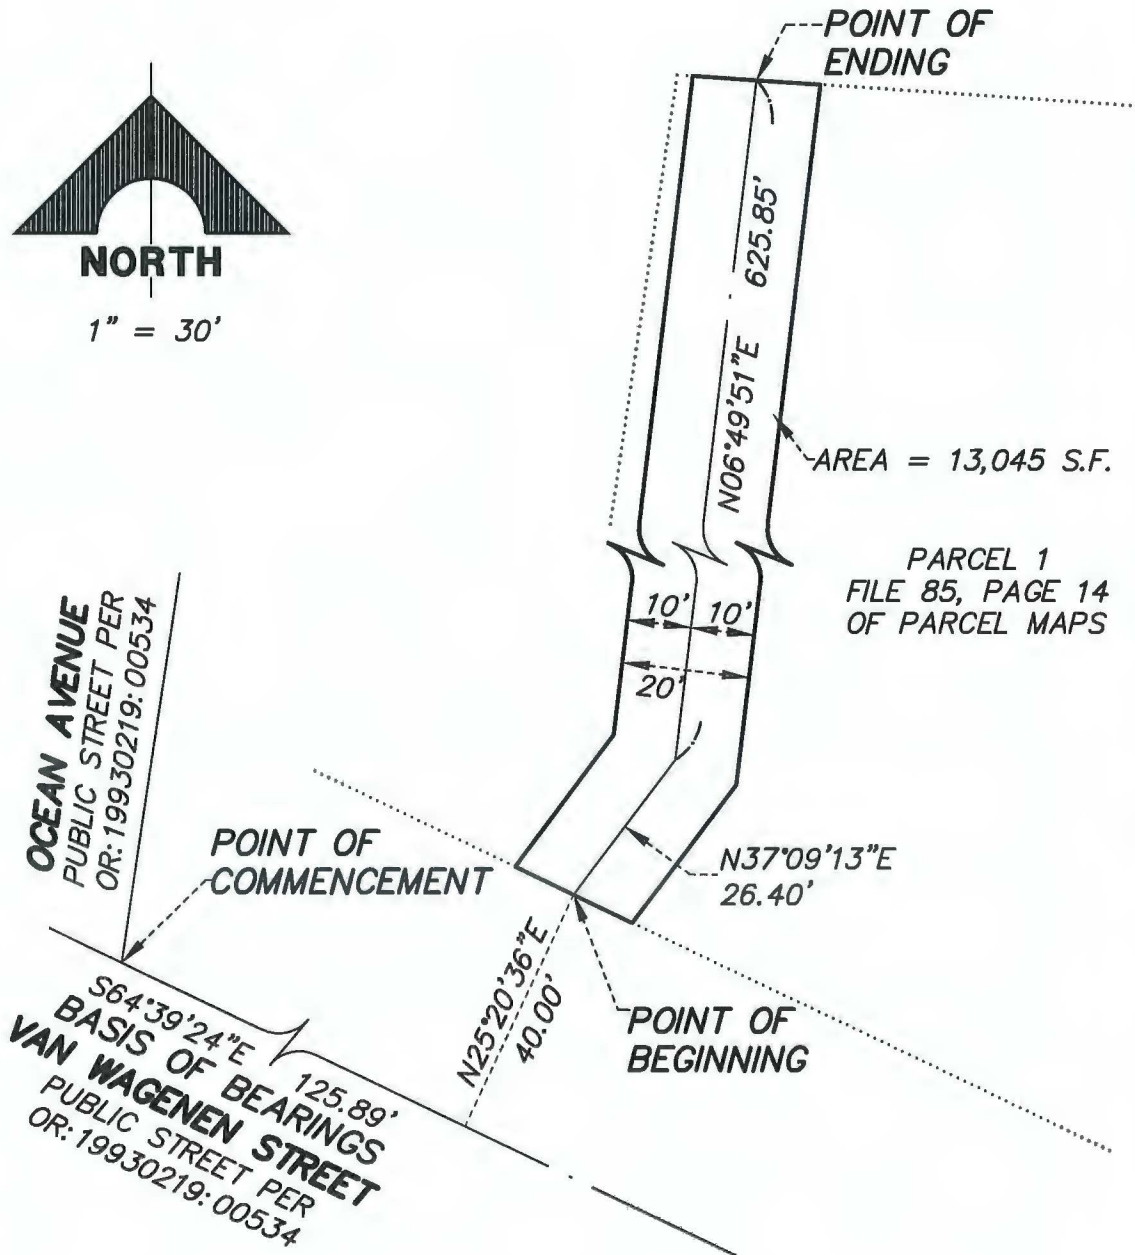 POINT OF
ENDING
NORTH
1" = 30'
625.85'
N06°49'51"E
AREA = 13,045 S.F.
PARCEL 1
FILE 85, PAGE 14
OF PARCEL MAPS
10'
10'
20'
OCEAN AVENUE
PUBLIC STREET PER
OR: 19930219: 00534
POINT OF
COMMENCEMENT
N37°09'13"E
26.40'
N25°20'36"E
40.00'
POINT OF
BEGINNING
S64°39'24"E
125.89'
BASIS OF BEARINGS
VAN WAGENEN STREET
PUBLIC STREET PER
OR: 19930219: 00534